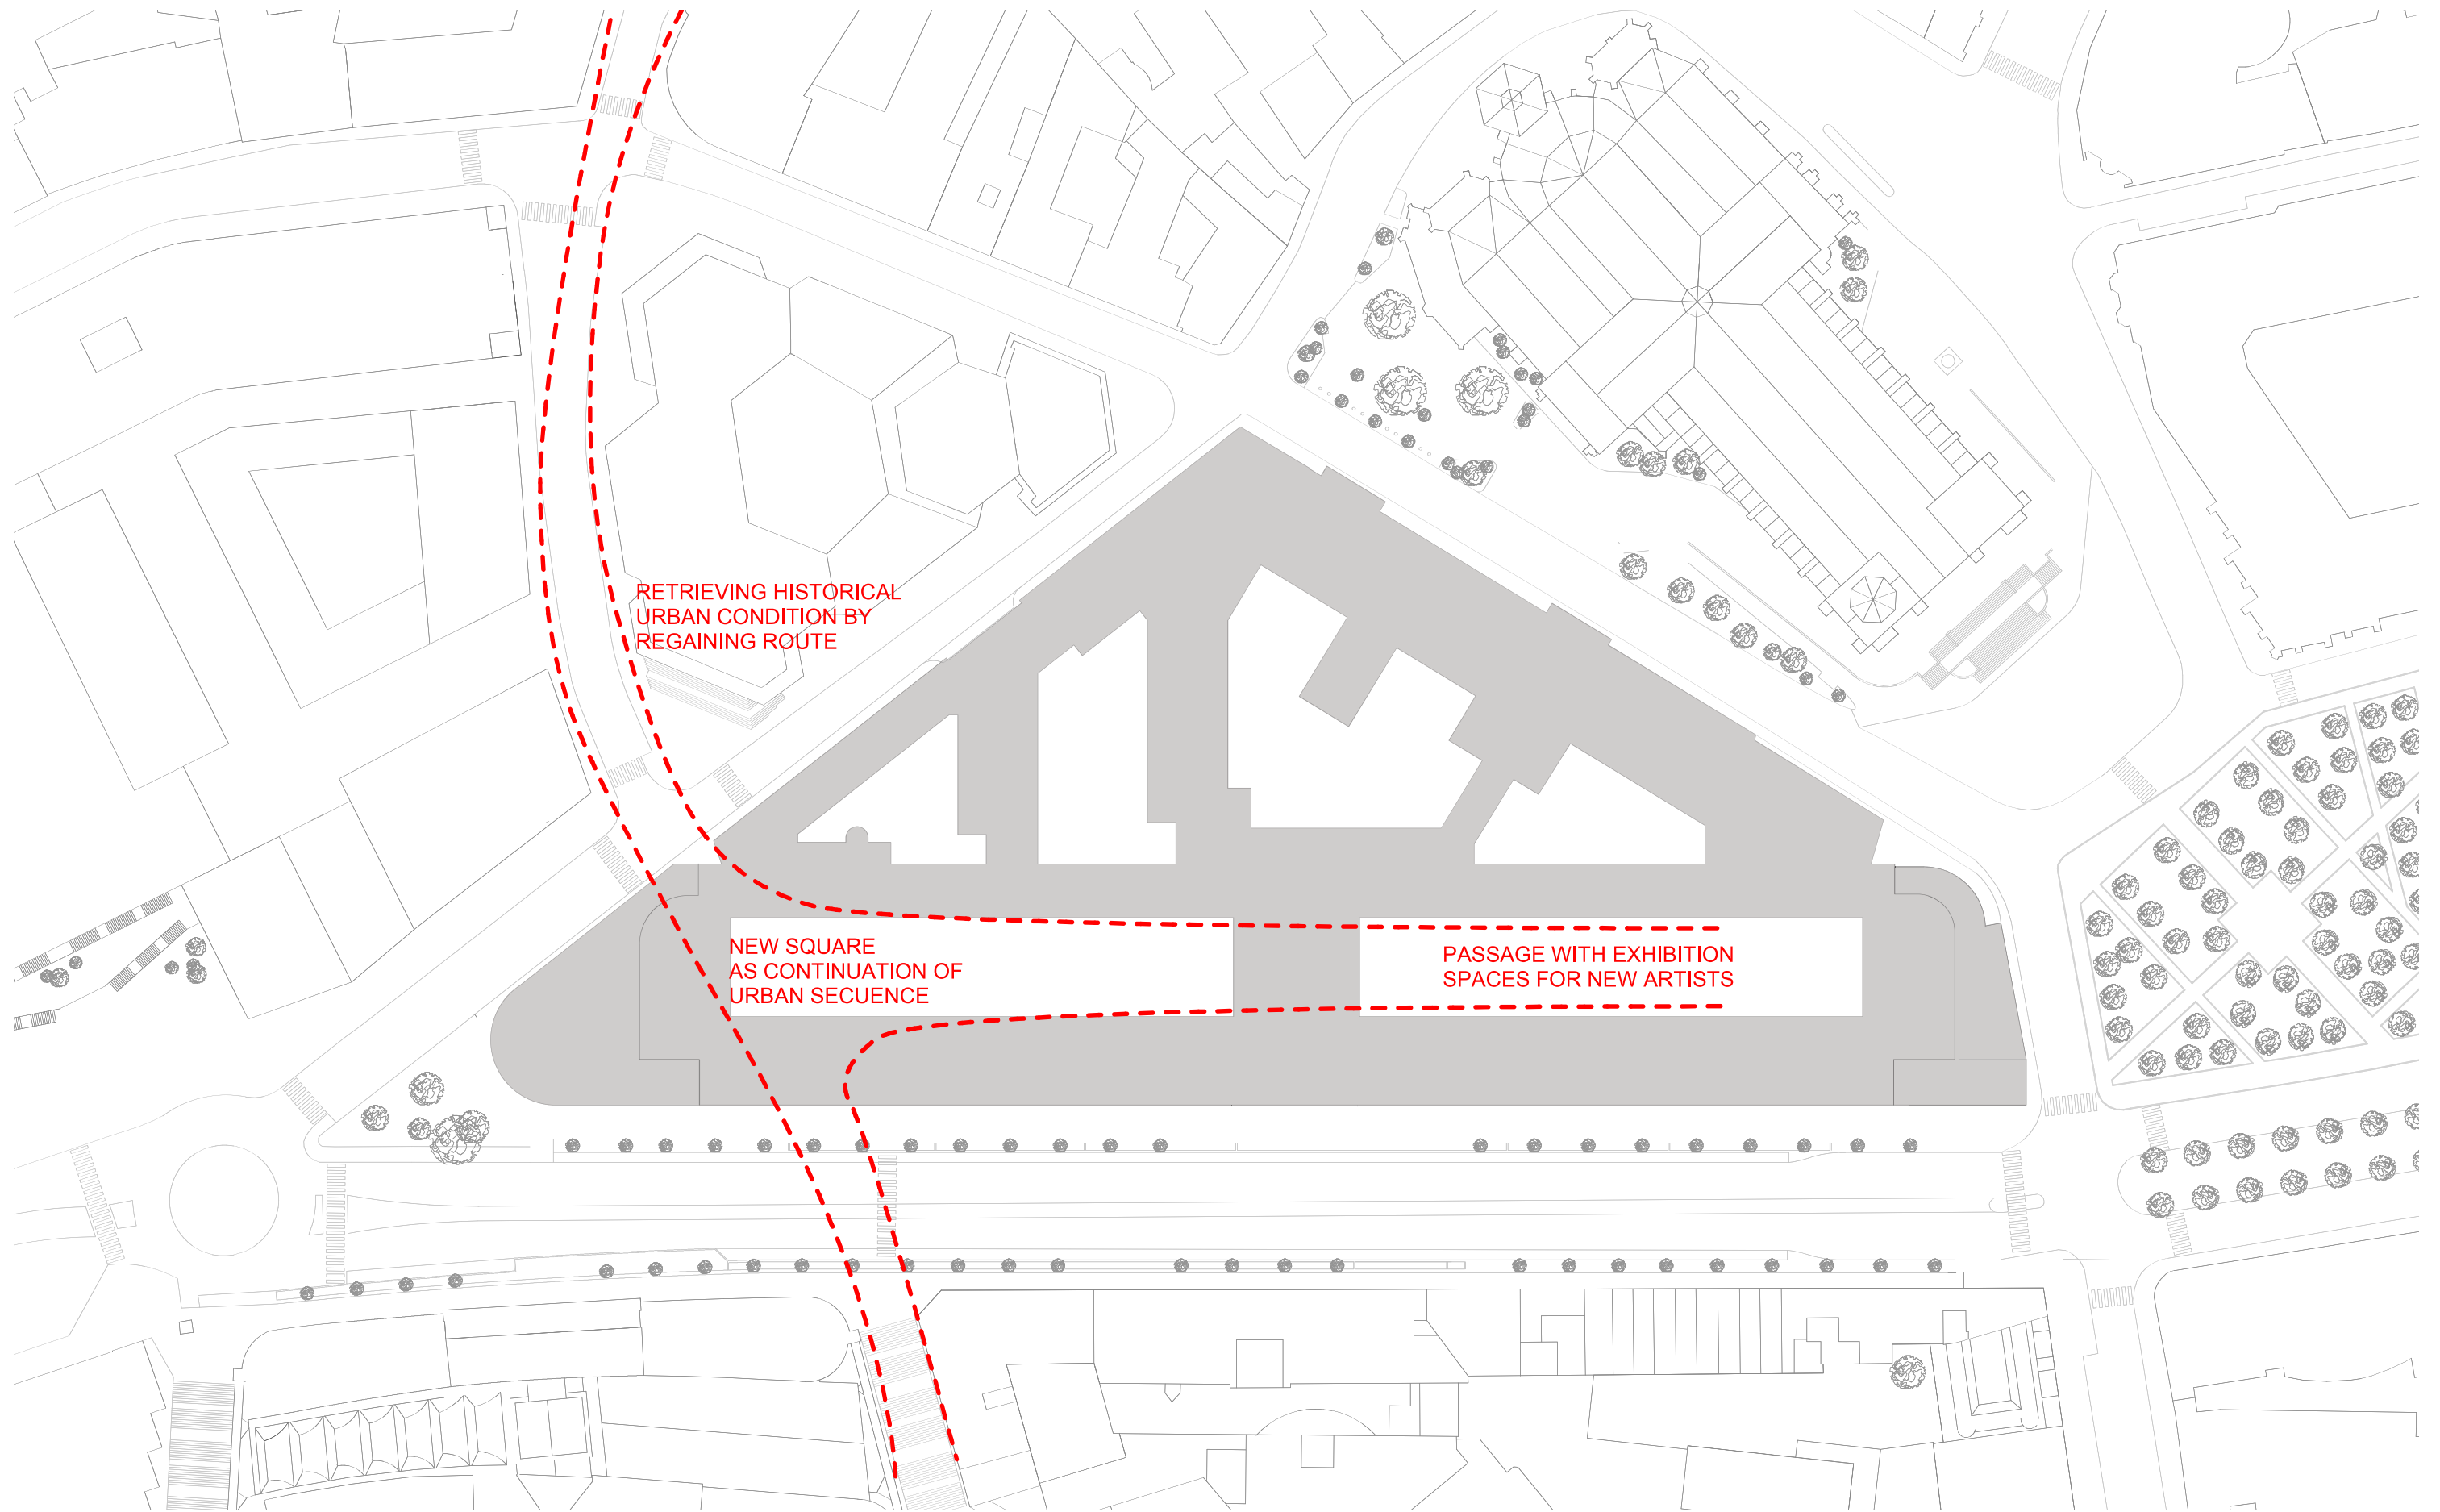 RETRIEVING HISTORICAL
URBAN CONDITION BY
REGAINING ROUTE
NEW SQUARE
AS CONTINUATION OF
URBAN SECUENCE
PASSAGE WITH EXHIBITION
SPACES FOR NEW ARTISTS